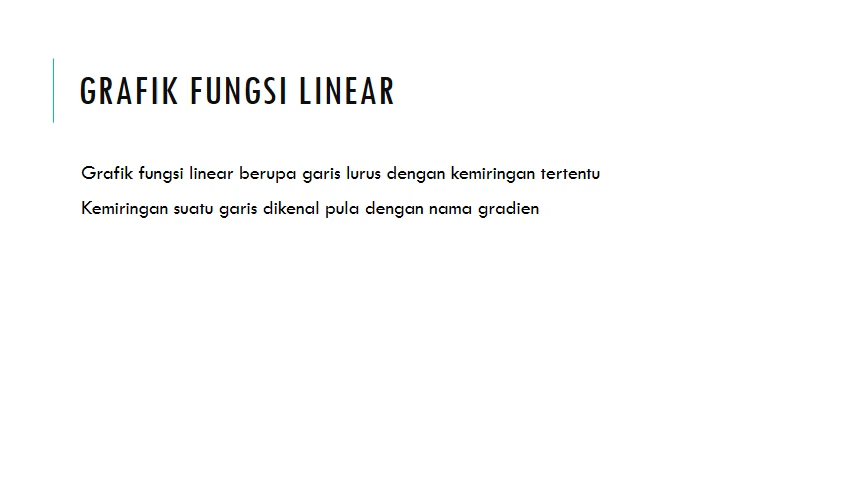 GRAFIK FUNGSI LINEAR
Grafik fungsi linear berupa garis lurus dengan kemiringan tertentu
Kemiringan suatu garis dikenal pula dengan nama gradien